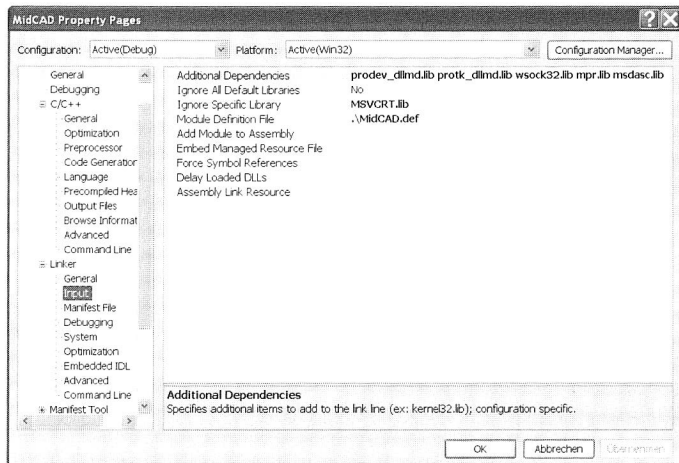 MidCAD Property Pages
Configuration: Active(Debug) Platform: Active(Win32) Configuration Manager...
General
Debugging
C/C++
General
Optimization
Preprocessor
Code Generation
Language
Precompiled Hea
Output Files
Browse Informat
Advanced
Command Line
Linker
General
Input
Manifest File
Debugging
System
Optimization
Embedded IDL
Advanced
Command Line
Manifest Tool
Additional Dependencies prodev_dllmd.lib protk_dllmd.lib wsock32.lib mpr.lib msdasc.lib
Ignore All Default Libraries No
Ignore Specific Library MSVCRT.lib
Module Definition File .\MidCAD.def
Add Module to Assembly
Embed Managed Resource File
Force Symbol References
Delay Loaded DLLs
Assembly Link Resource
Additional Dependencies
Specifies additional items to add to the link line (ex: kernel32.lib); configuration specific.
OK Abbrechen Übernehmen